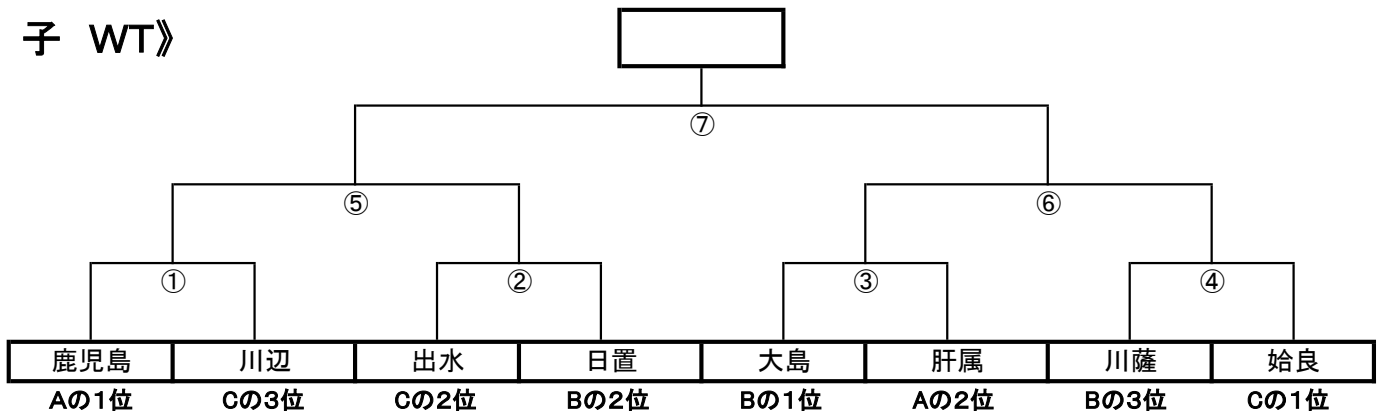 子　WT》
⑦
⑤ ⑥
① ② ③ ④
鹿児島 川辺 出水 日置 大島 肝属 川薩 姶良
Aの1位 Cの3位 Cの2位 Bの2位 Bの1位 Aの2位 Bの3位 Cの1位